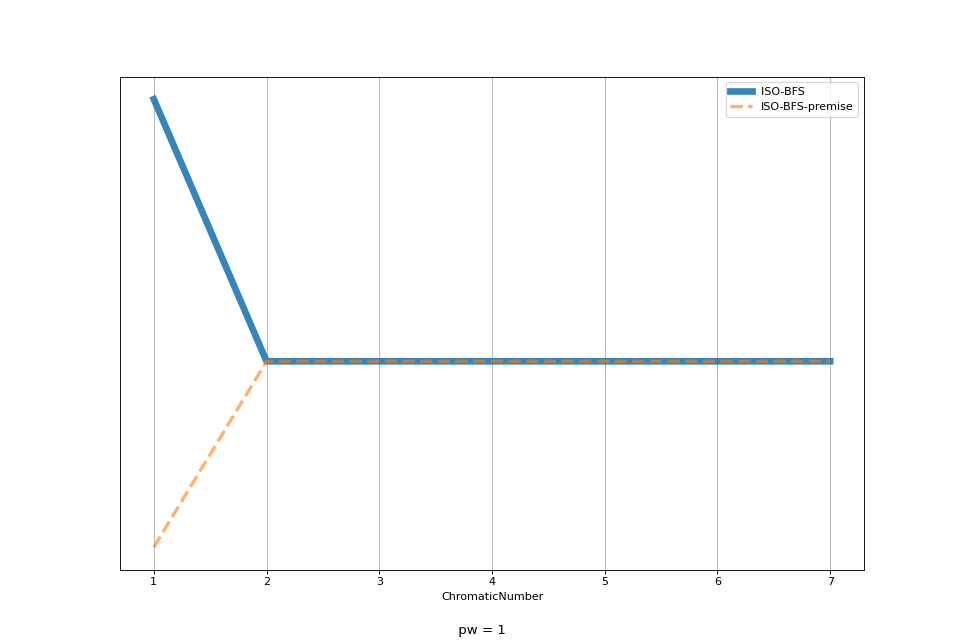 ISO-BFS
ISO-BFS-premise
1 2 3 4 5 6 7
ChromaticNumber
pw = 1